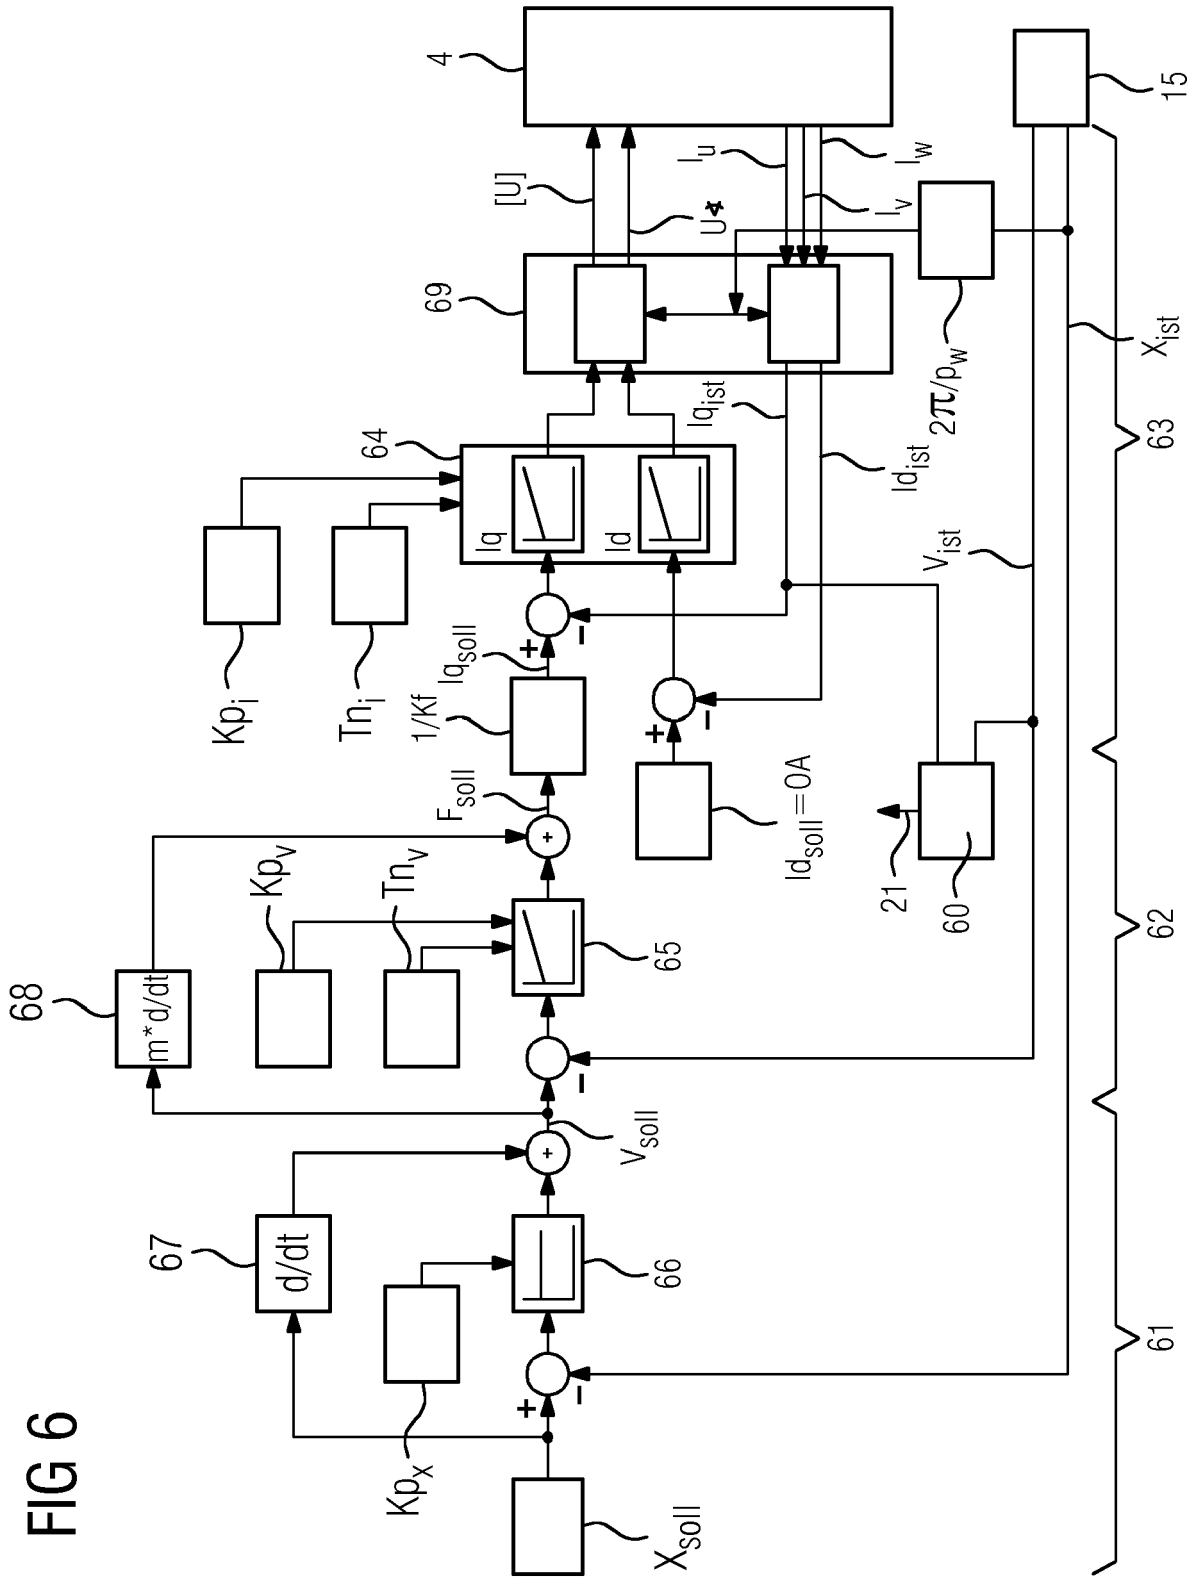 FIG 6
4
[U]
U∢
I_u
I_v
I_w
15
69
64
Kp_i
Tn_i
Iq
Id
Iq_ist
Id_ist
2π/p_w
X_ist
V_ist
63
+
−
Iq_soll
1/Kf
F_soll
+
−
Id_soll=0A
21
60
62
+
Kp_v
Tn_v
65
68
m*d/dt
−
V_soll
+
67
d/dt
66
Kp_x
+
−
X_soll
61